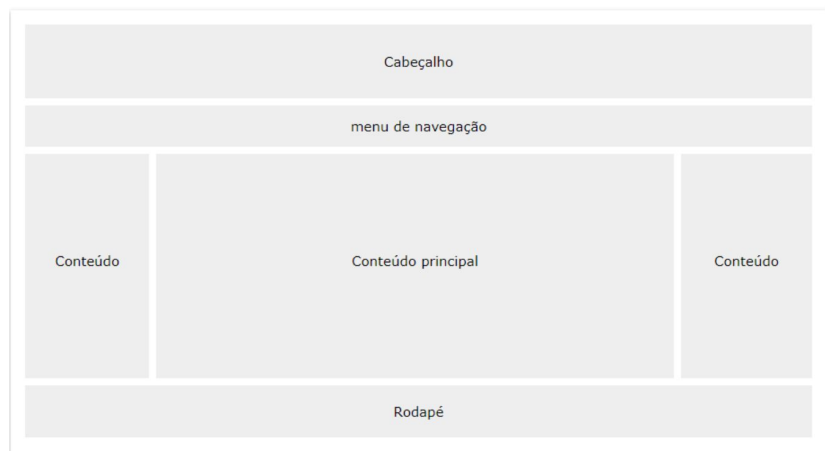 Cabeçalho
menu de navegação
Conteúdo
Conteúdo principal
Conteúdo
Rodapé